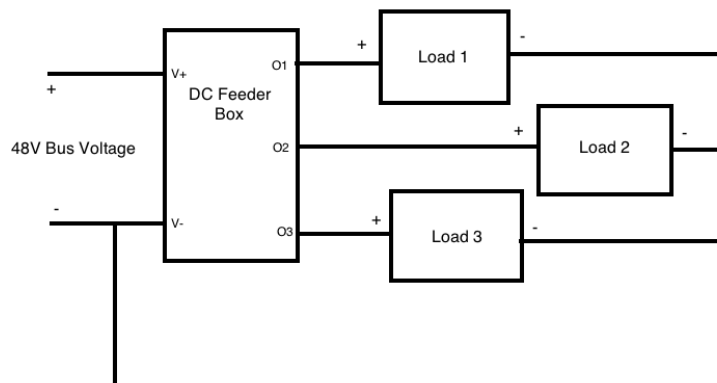 + Load 1 -
O1
V+
DC Feeder
Box
+
48V Bus Voltage
O2
+ Load 2 -
-
V-
O3
+ Load 3 -